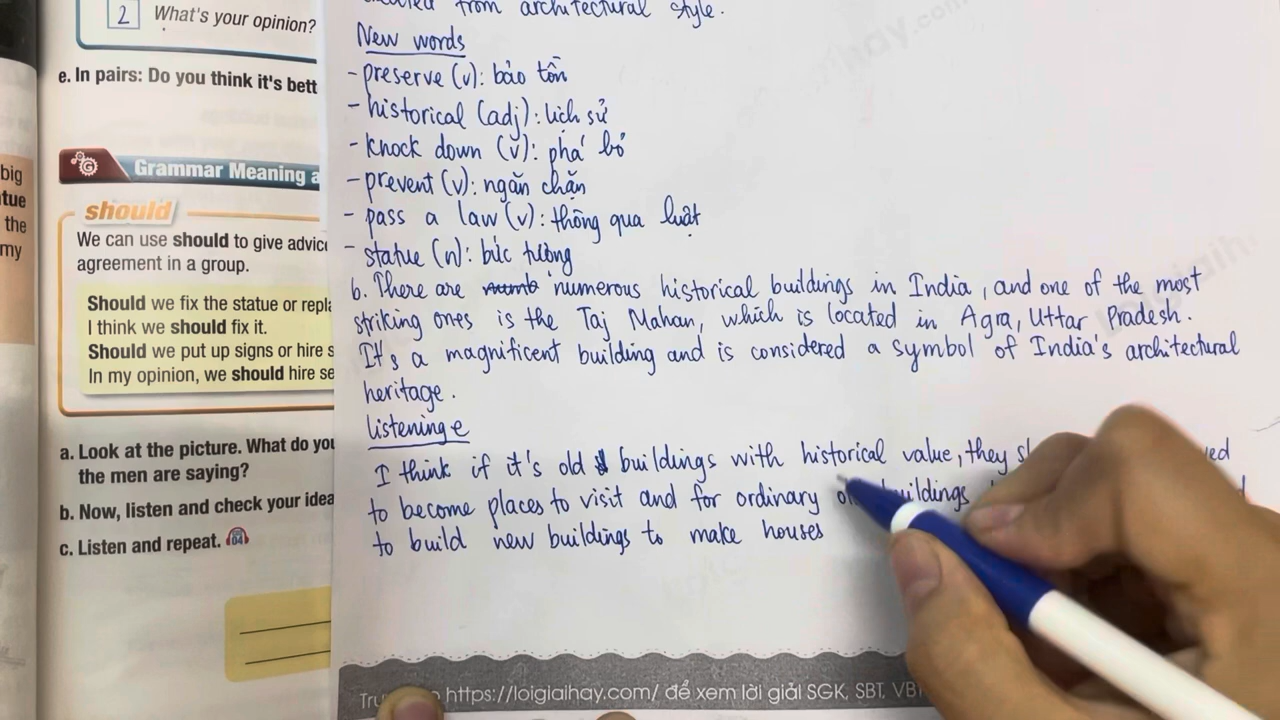 2 What's your opinion?
e. In pairs: Do you think it's bett
Grammar Meaning a
should
We can use should to give advice
agreement in a group.
Should we fix the statue or repla
I think we should fix it.
Should we put up signs or hire s
In my opinion, we should hire se
a. Look at the picture. What do you
the men are saying?
b. Now, listen and check your idea
c. Listen and repeat.
big
tue
the
my
from architectural style.
New words
- preserve (v): bảo tồn
- historical (adj): lịch sử
- knock down (v): phá bỏ
- prevent (v): ngăn chặn
- pass a law (v): thông qua luật
- statue (n): bức tượng
b. There are numb numerous historical buildings in India, and one of the most
striking ones is the Taj Mahan, which is located in Agra, Uttar Pradesh.
It's a magnificent building and is considered a symbol of India's architectural
heritage.
Listening e
I think if it's old buildings with historical value, they
to become places to visit and for ordinary buildings
to build new buildings to make houses
https://loigiaihay.com/ để xem lời giải SGK, SBT, VBT